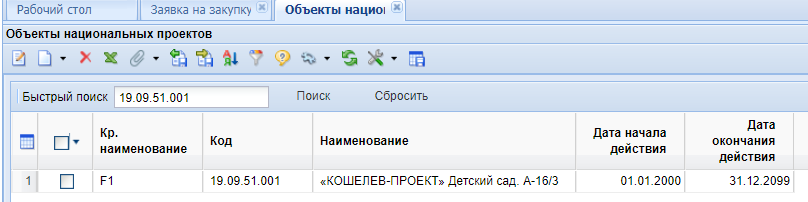 Рабочий стол
Заявка на закупку
Объекты национ
Объекты национальных проектов
Быстрый поиск 19.09.51.001 Поиск Сбросить
Кр. наименование Код Наименование Дата начала действия Дата окончания действия
1 F1 19.09.51.001 «КОШЕЛЕВ-ПРОЕКТ» Детский сад. А-16/3 01.01.2000 31.12.2099